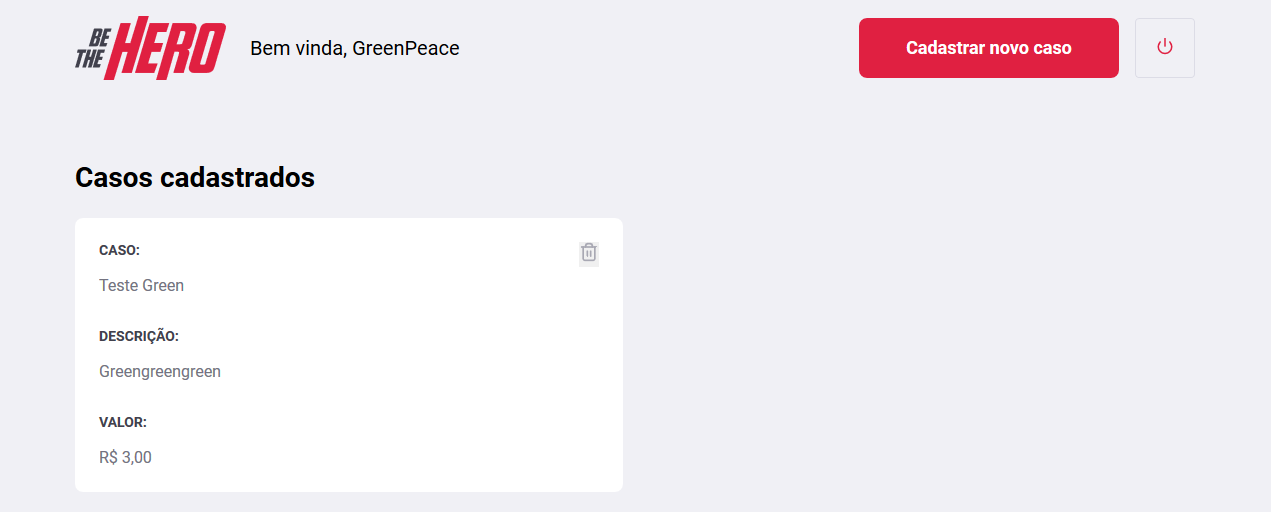 BE THE HERO
Bem vinda, GreenPeace
Cadastrar novo caso
Casos cadastrados
CASO:
Teste Green
DESCRIÇÃO:
Greengreengreen
VALOR:
R$ 3,00